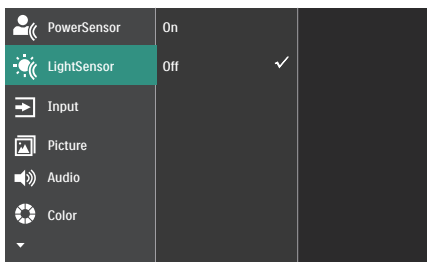 PowerSensor
On
LightSensor
Off
Input
Picture
Audio
Color